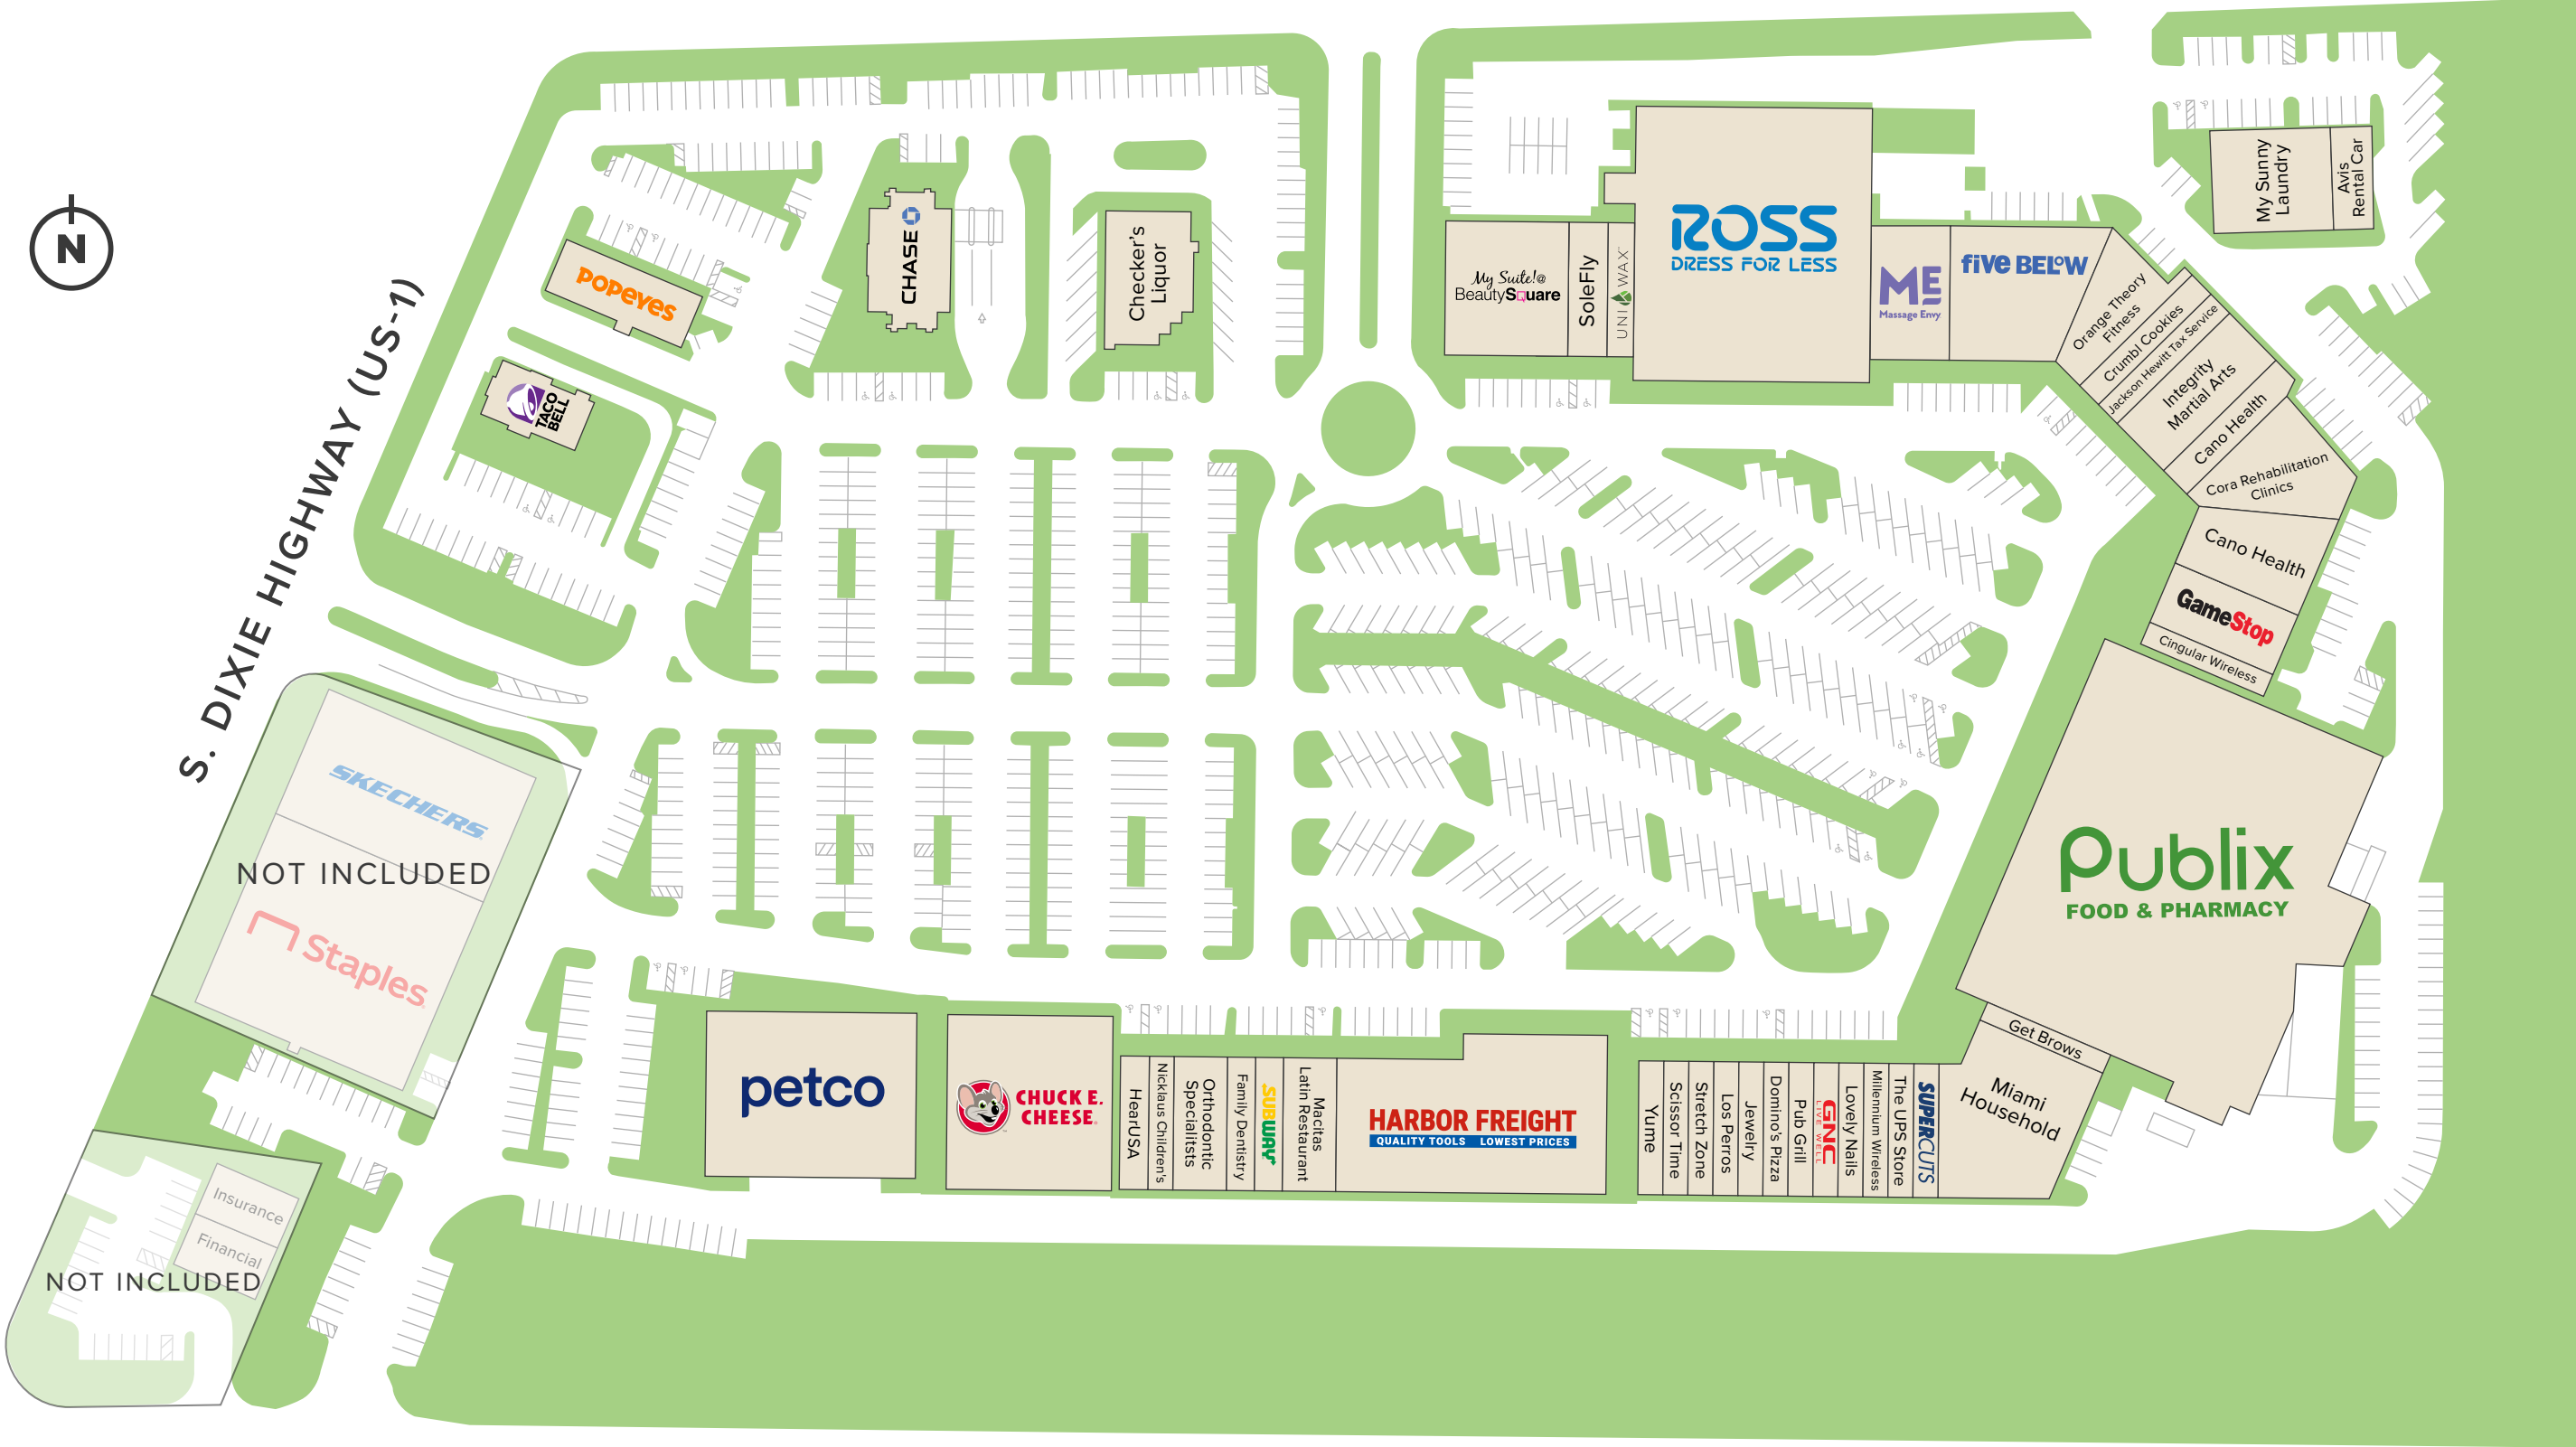 N
S. DIXIE HIGHWAY (US-1)
POPEYES
TACO
BELL
CHASE
Checker's
Liquor
My Suite!@
BeautySquare
SoleFly
UNI WAX
ROSS
DRESS FOR LESS
ME
Massage Envy
five BELOW
Orange Theory
Fitness
Crumbl Cookies
Jackson Hewitt Tax Service
Integrity
Martial Arts
Cano Health
Cora Rehabilitation
Clinics
Cano Health
GameStop
Cingular Wireless
My Sunny
Laundry
Avis
Rental Car
Publix
FOOD & PHARMACY
Get Brows
Miami
Household
SKECHERS
NOT INCLUDED
Staples
Insurance
Financial
NOT INCLUDED
petco
CHUCK E.
CHEESE
HearUSA
Nicklaus Children's
Orthodontic
Specialitists
Family Dentistry
SUBWAY
Macitas
Latin Restaurant
HARBOR FREIGHT
QUALITY TOOLS LOWEST PRICES
Yume
Scissor Time
Stretch Zone
Los Perros
Jewelry
Domino's Pizza
Pub Grill
GNC
LIVE WELL
Lovely Nails
Millennium Wireless
The UPS Store
SUPERCUTS